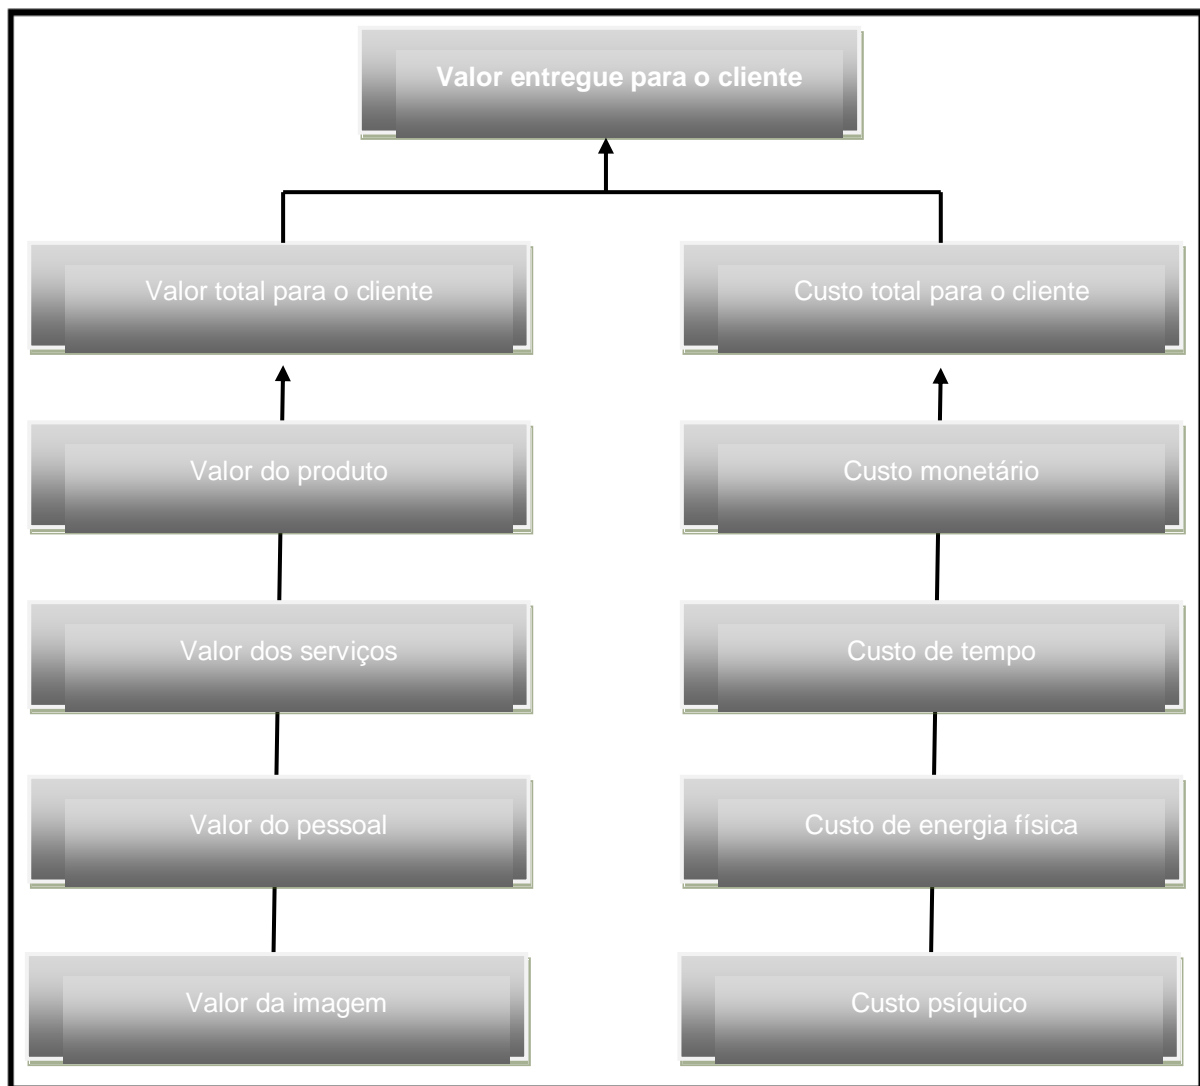 Valor entregue para o cliente
Valor total para o cliente
Custo total para o cliente
Valor do produto
Custo monetário
Valor dos serviços
Custo de tempo
Valor do pessoal
Custo de energia física
Valor da imagem
Custo psíquico